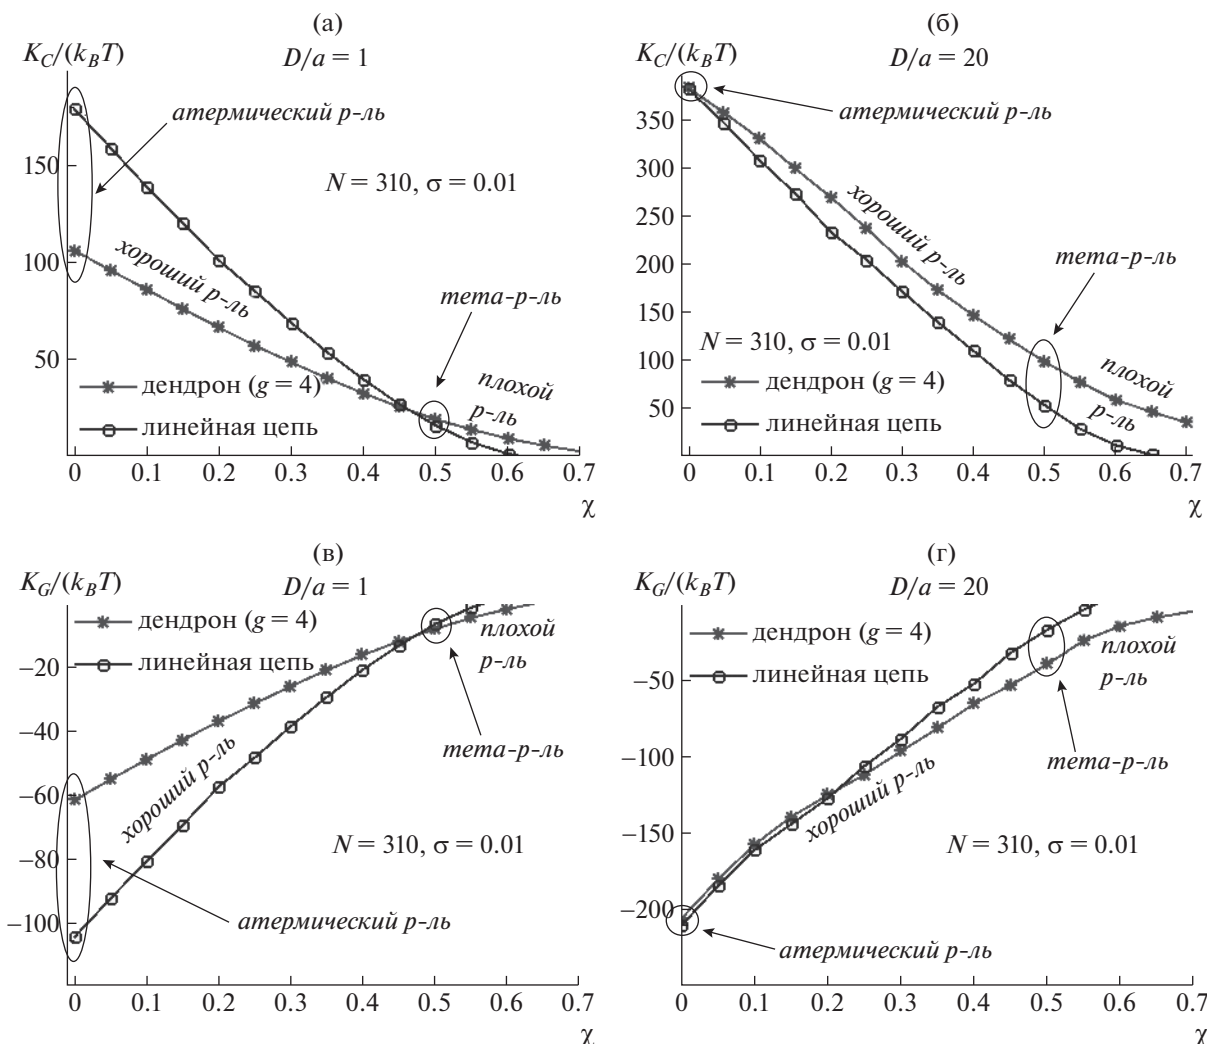 (а)
K_C/(k_BT)
D/a = 1
атермический р-ль
150
N = 310, σ = 0.01
хороший р-ль
100
тета-р-ль
50
плохой
р-ль
дендрон (g = 4)
линейная цепь
0 0.1 0.2 0.3 0.4 0.5 0.6 0.7
χ
(б)
K_C/(k_BT)
D/a = 20
атермический р-ль
350
300
хороший р-ль
250
тета-р-ль
200
150
N = 310, σ = 0.01
100
плохой
р-ль
дендрон (g = 4)
50
линейная цепь
0 0.1 0.2 0.3 0.4 0.5 0.6 0.7
χ
(в)
K_G/(k_BT)
D/a = 1
дендрон (g = 4)
линейная цепь
плохой
р-ль
−20
−40
тета-р-ль
хороший р-ль
−60
N = 310, σ = 0.01
−80
атермический р-ль
−100
0 0.1 0.2 0.3 0.4 0.5 0.6 0.7
χ
(г)
K_G/(k_BT)
D/a = 20
дендрон (g = 4)
линейная цепь
плохой
р-ль
−50
тета-р-ль
−100
хороший р-ль
−150
N = 310, σ = 0.01
−200
атермический р-ль
0 0.1 0.2 0.3 0.4 0.5 0.6 0.7
χ